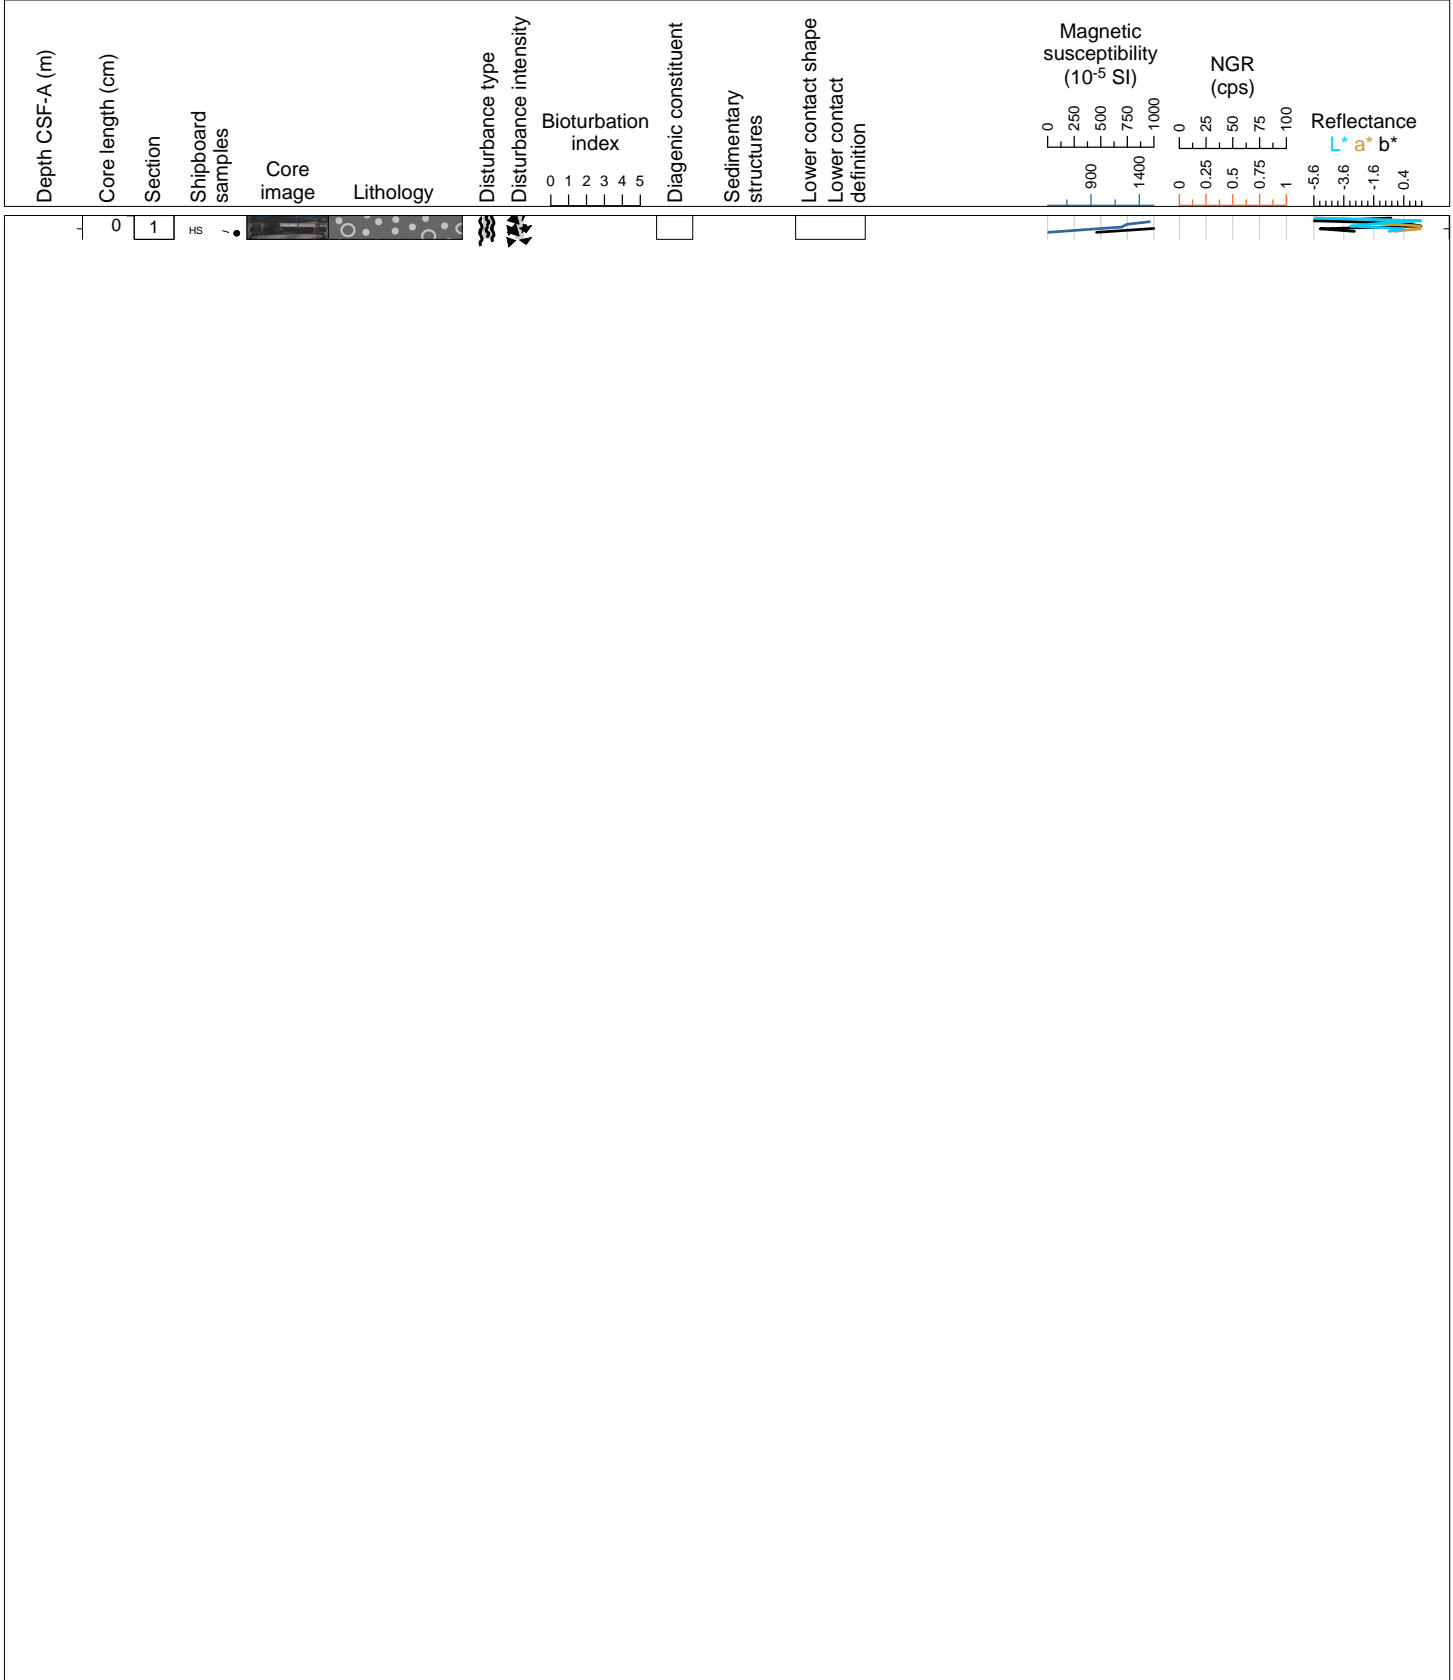 Depth CSF-A (m)
Core length (cm)
Section
Shipboard
samples
Core
image
Lithology
Disturbance type
Disturbance intensity
Bioturbation
index
0 1 2 3 4 5
Diagenic constituent
Sedimentary
structures
Lower contact shape
Lower contact
definition
Magnetic
susceptibility
(10-5 SI)
0 250 500 750 1000
900 1400
NGR
(cps)
0 25 50 75 100
0 0.25 0.5 0.75 1
Reflectance
L* a* b*
-5.6 -3.6 -1.6 0.4
0
1
HS